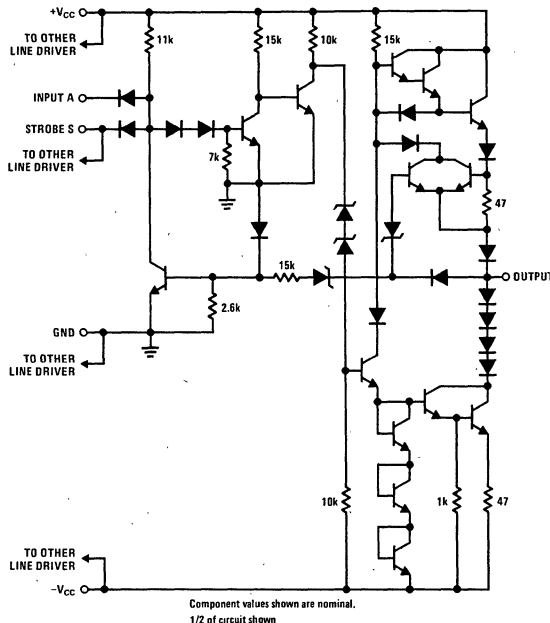 +VCC
TO OTHER
LINE DRIVER
11k
15k
10k
15k
INPUT A
STROBE S
TO OTHER
LINE DRIVER
7k
47
15k
OUTPUT
2.6k
GND
TO OTHER
LINE DRIVER
10k
1k
47
TO OTHER
LINE DRIVER
-VCC
Component values shown are nominal.
1/2 of circuit shown